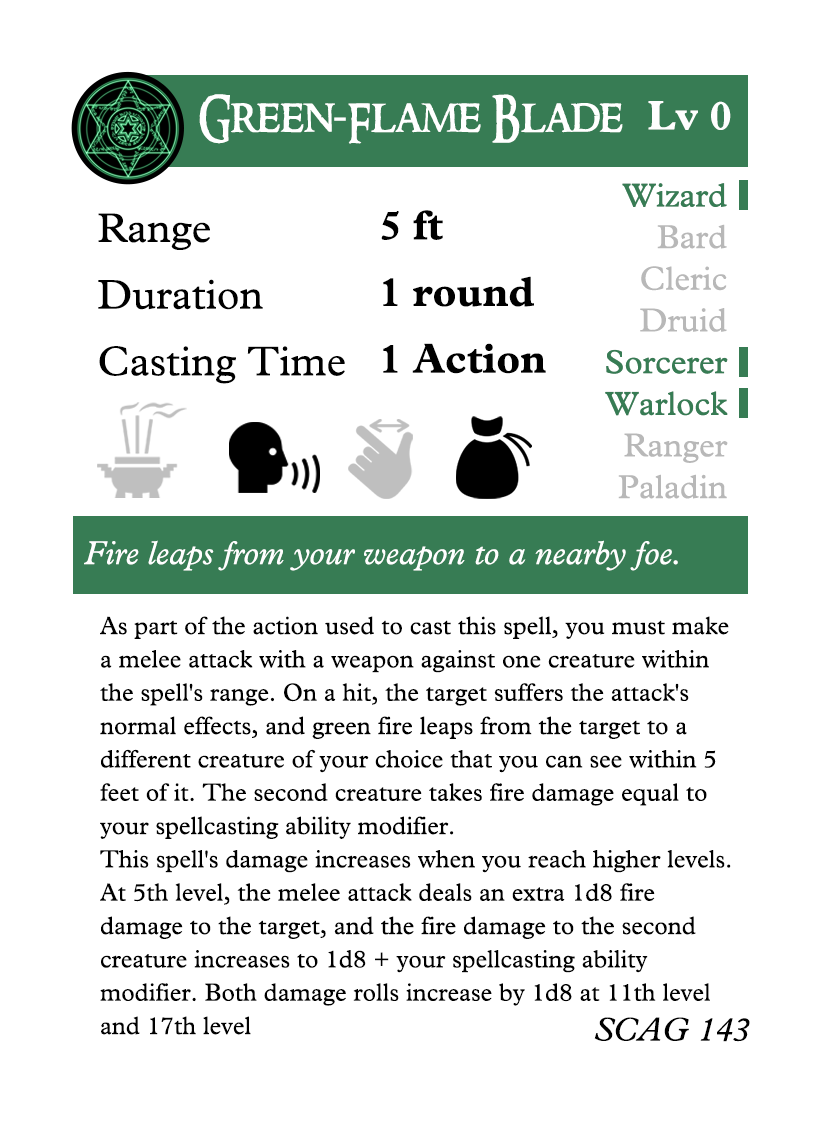 Green-Flame Blade Lv 0
Range 5 ft
Duration 1 round
Casting Time 1 Action
Wizard
Bard
Cleric
Druid
Sorcerer
Warlock
Ranger
Paladin
Fire leaps from your weapon to a nearby foe.
As part of the action used to cast this spell, you must make
a melee attack with a weapon against one creature within
the spell's range. On a hit, the target suffers the attack's
normal effects, and green fire leaps from the target to a
different creature of your choice that you can see within 5
feet of it. The second creature takes fire damage equal to
your spellcasting ability modifier.
This spell's damage increases when you reach higher levels.
At 5th level, the melee attack deals an extra 1d8 fire
damage to the target, and the fire damage to the second
creature increases to 1d8 + your spellcasting ability
modifier. Both damage rolls increase by 1d8 at 11th level
and 17th level
SCAG 143